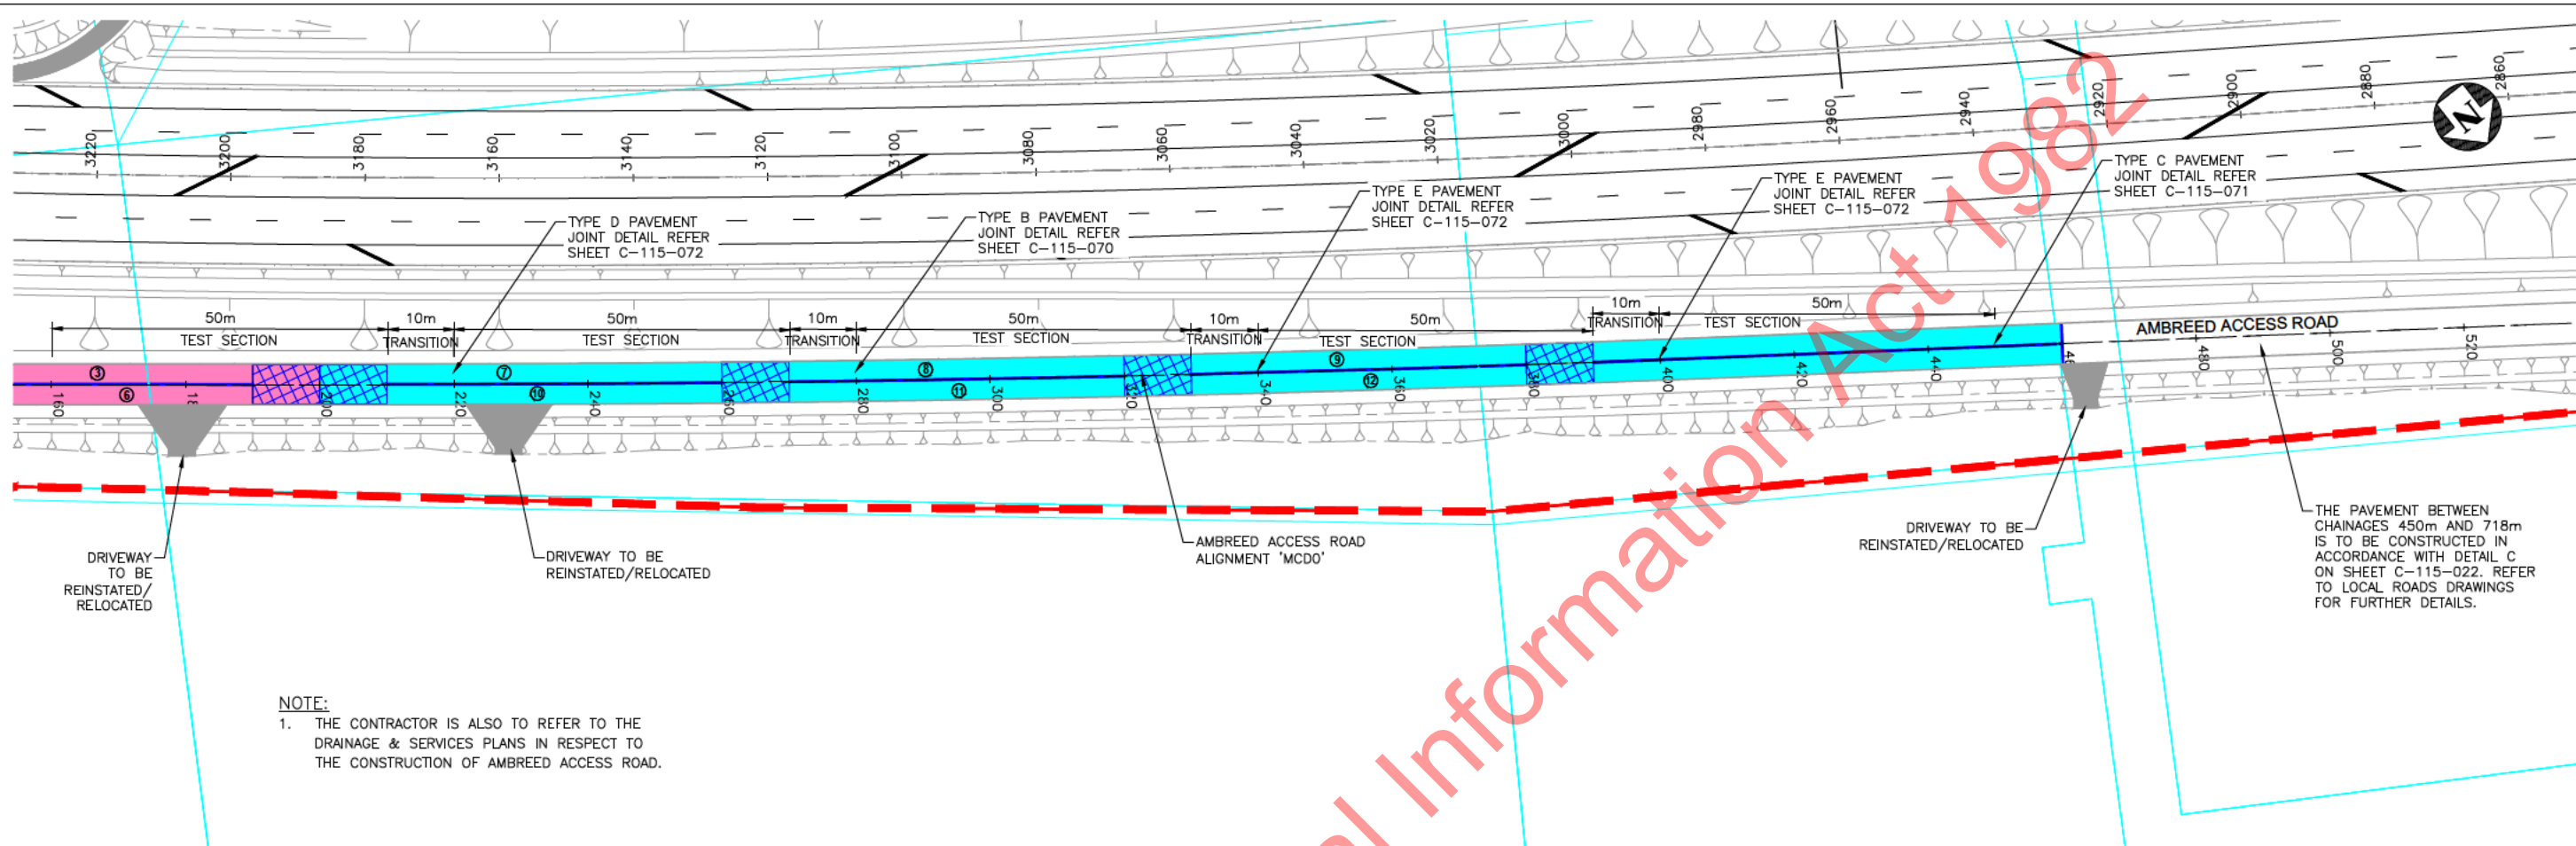 3220
3200
3180
3160
3140
3120
3100
3080
3060
3040
3020
3000
2980
2960
2940
2920
2900
2880
2860
N
TYPE D PAVEMENT
JOINT DETAIL REFER
SHEET C-115-072
TYPE B PAVEMENT
JOINT DETAIL REFER
SHEET C-115-070
TYPE E PAVEMENT
JOINT DETAIL REFER
SHEET C-115-072
TYPE E PAVEMENT
JOINT DETAIL REFER
SHEET C-115-072
TYPE C PAVEMENT
JOINT DETAIL REFER
SHEET C-115-071
50m
TEST SECTION
10m
TRANSITION
50m
TEST SECTION
10m
TRANSITION
50m
TEST SECTION
10m
TRANSITION
50m
TEST SECTION
10m
TRANSITION
50m
TEST SECTION
AMBREED ACCESS ROAD
3
6
7
10
8
11
9
12
160
18
200
220
240
260
280
300
320
340
360
380
400
420
440
480
500
520
DRIVEWAY
TO BE
REINSTATED/
RELOCATED
DRIVEWAY TO BE
REINSTATED/RELOCATED
AMBREED ACCESS ROAD
ALIGNMENT 'MCD0'
DRIVEWAY TO BE
REINSTATED/RELOCATED
THE PAVEMENT BETWEEN
CHAINAGES 450m AND 718m
IS TO BE CONSTRUCTED IN
ACCORDANCE WITH DETAIL C
ON SHEET C-115-022. REFER
TO LOCAL ROADS DRAWINGS
FOR FURTHER DETAILS.
NOTE:
1. THE CONTRACTOR IS ALSO TO REFER TO THE
DRAINAGE & SERVICES PLANS IN RESPECT TO
THE CONSTRUCTION OF AMBREED ACCESS ROAD.
al Information Act 1982